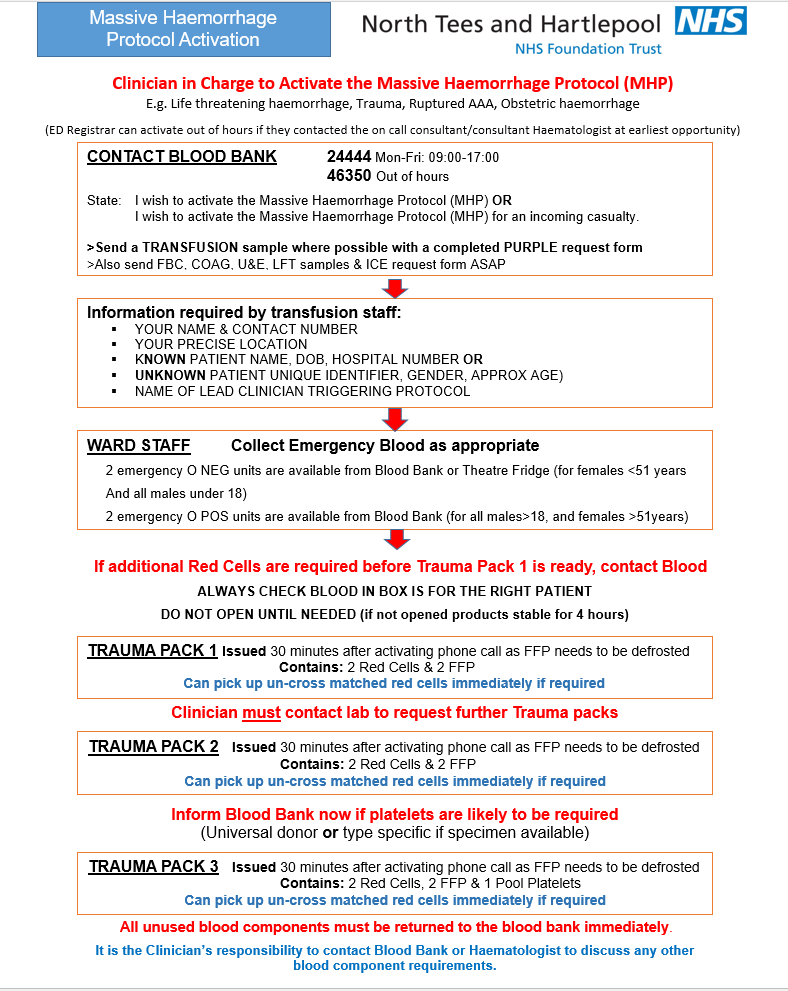 Massive Haemorrhage
Protocol Activation
North Tees and Hartlepool NHS
NHS Foundation Trust
Clinician in Charge to Activate the Massive Haemorrhage Protocol (MHP)
E.g. Life threatening haemorrhage, Trauma, Ruptured AAA, Obstetric haemorrhage
(ED Registrar can activate out of hours if they contacted the on call consultant/consultant Haematologist at earliest opportunity)
CONTACT BLOOD BANK 24444 Mon-Fri: 09:00-17:00
46350 Out of hours
State: I wish to activate the Massive Haemorrhage Protocol (MHP) OR
I wish to activate the Massive Haemorrhage Protocol (MHP) for an incoming casualty.
>Send a TRANSFUSION sample where possible with a completed PURPLE request form
>Also send FBC, COAG, U&E, LFT samples & ICE request form ASAP
Information required by transfusion staff:
▪ YOUR NAME & CONTACT NUMBER
▪ YOUR PRECISE LOCATION
▪ KNOWN PATIENT NAME, DOB, HOSPITAL NUMBER OR
▪ UNKNOWN PATIENT UNIQUE IDENTIFIER, GENDER, APPROX AGE)
▪ NAME OF LEAD CLINICIAN TRIGGERING PROTOCOL
WARD STAFF Collect Emergency Blood as appropriate
2 emergency O NEG units are available from Blood Bank or Theatre Fridge (for females <51 years
And all males under 18)
2 emergency O POS units are available from Blood Bank (for all males>18, and females >51years)
If additional Red Cells are required before Trauma Pack 1 is ready, contact Blood
ALWAYS CHECK BLOOD IN BOX IS FOR THE RIGHT PATIENT
DO NOT OPEN UNTIL NEEDED (if not opened products stable for 4 hours)
TRAUMA PACK 1 Issued 30 minutes after activating phone call as FFP needs to be defrosted
Contains: 2 Red Cells & 2 FFP
Can pick up un-cross matched red cells immediately if required
Clinician must contact lab to request further Trauma packs
TRAUMA PACK 2 Issued 30 minutes after activating phone call as FFP needs to be defrosted
Contains: 2 Red Cells & 2 FFP
Can pick up un-cross matched red cells immediately if required
Inform Blood Bank now if platelets are likely to be required
(Universal donor or type specific if specimen available)
TRAUMA PACK 3 Issued 30 minutes after activating phone call as FFP needs to be defrosted
Contains: 2 Red Cells, 2 FFP & 1 Pool Platelets
Can pick up un-cross matched red cells immediately if required
All unused blood components must be returned to the blood bank immediately.
It is the Clinician's responsibility to contact Blood Bank or Haematologist to discuss any other
blood component requirements.